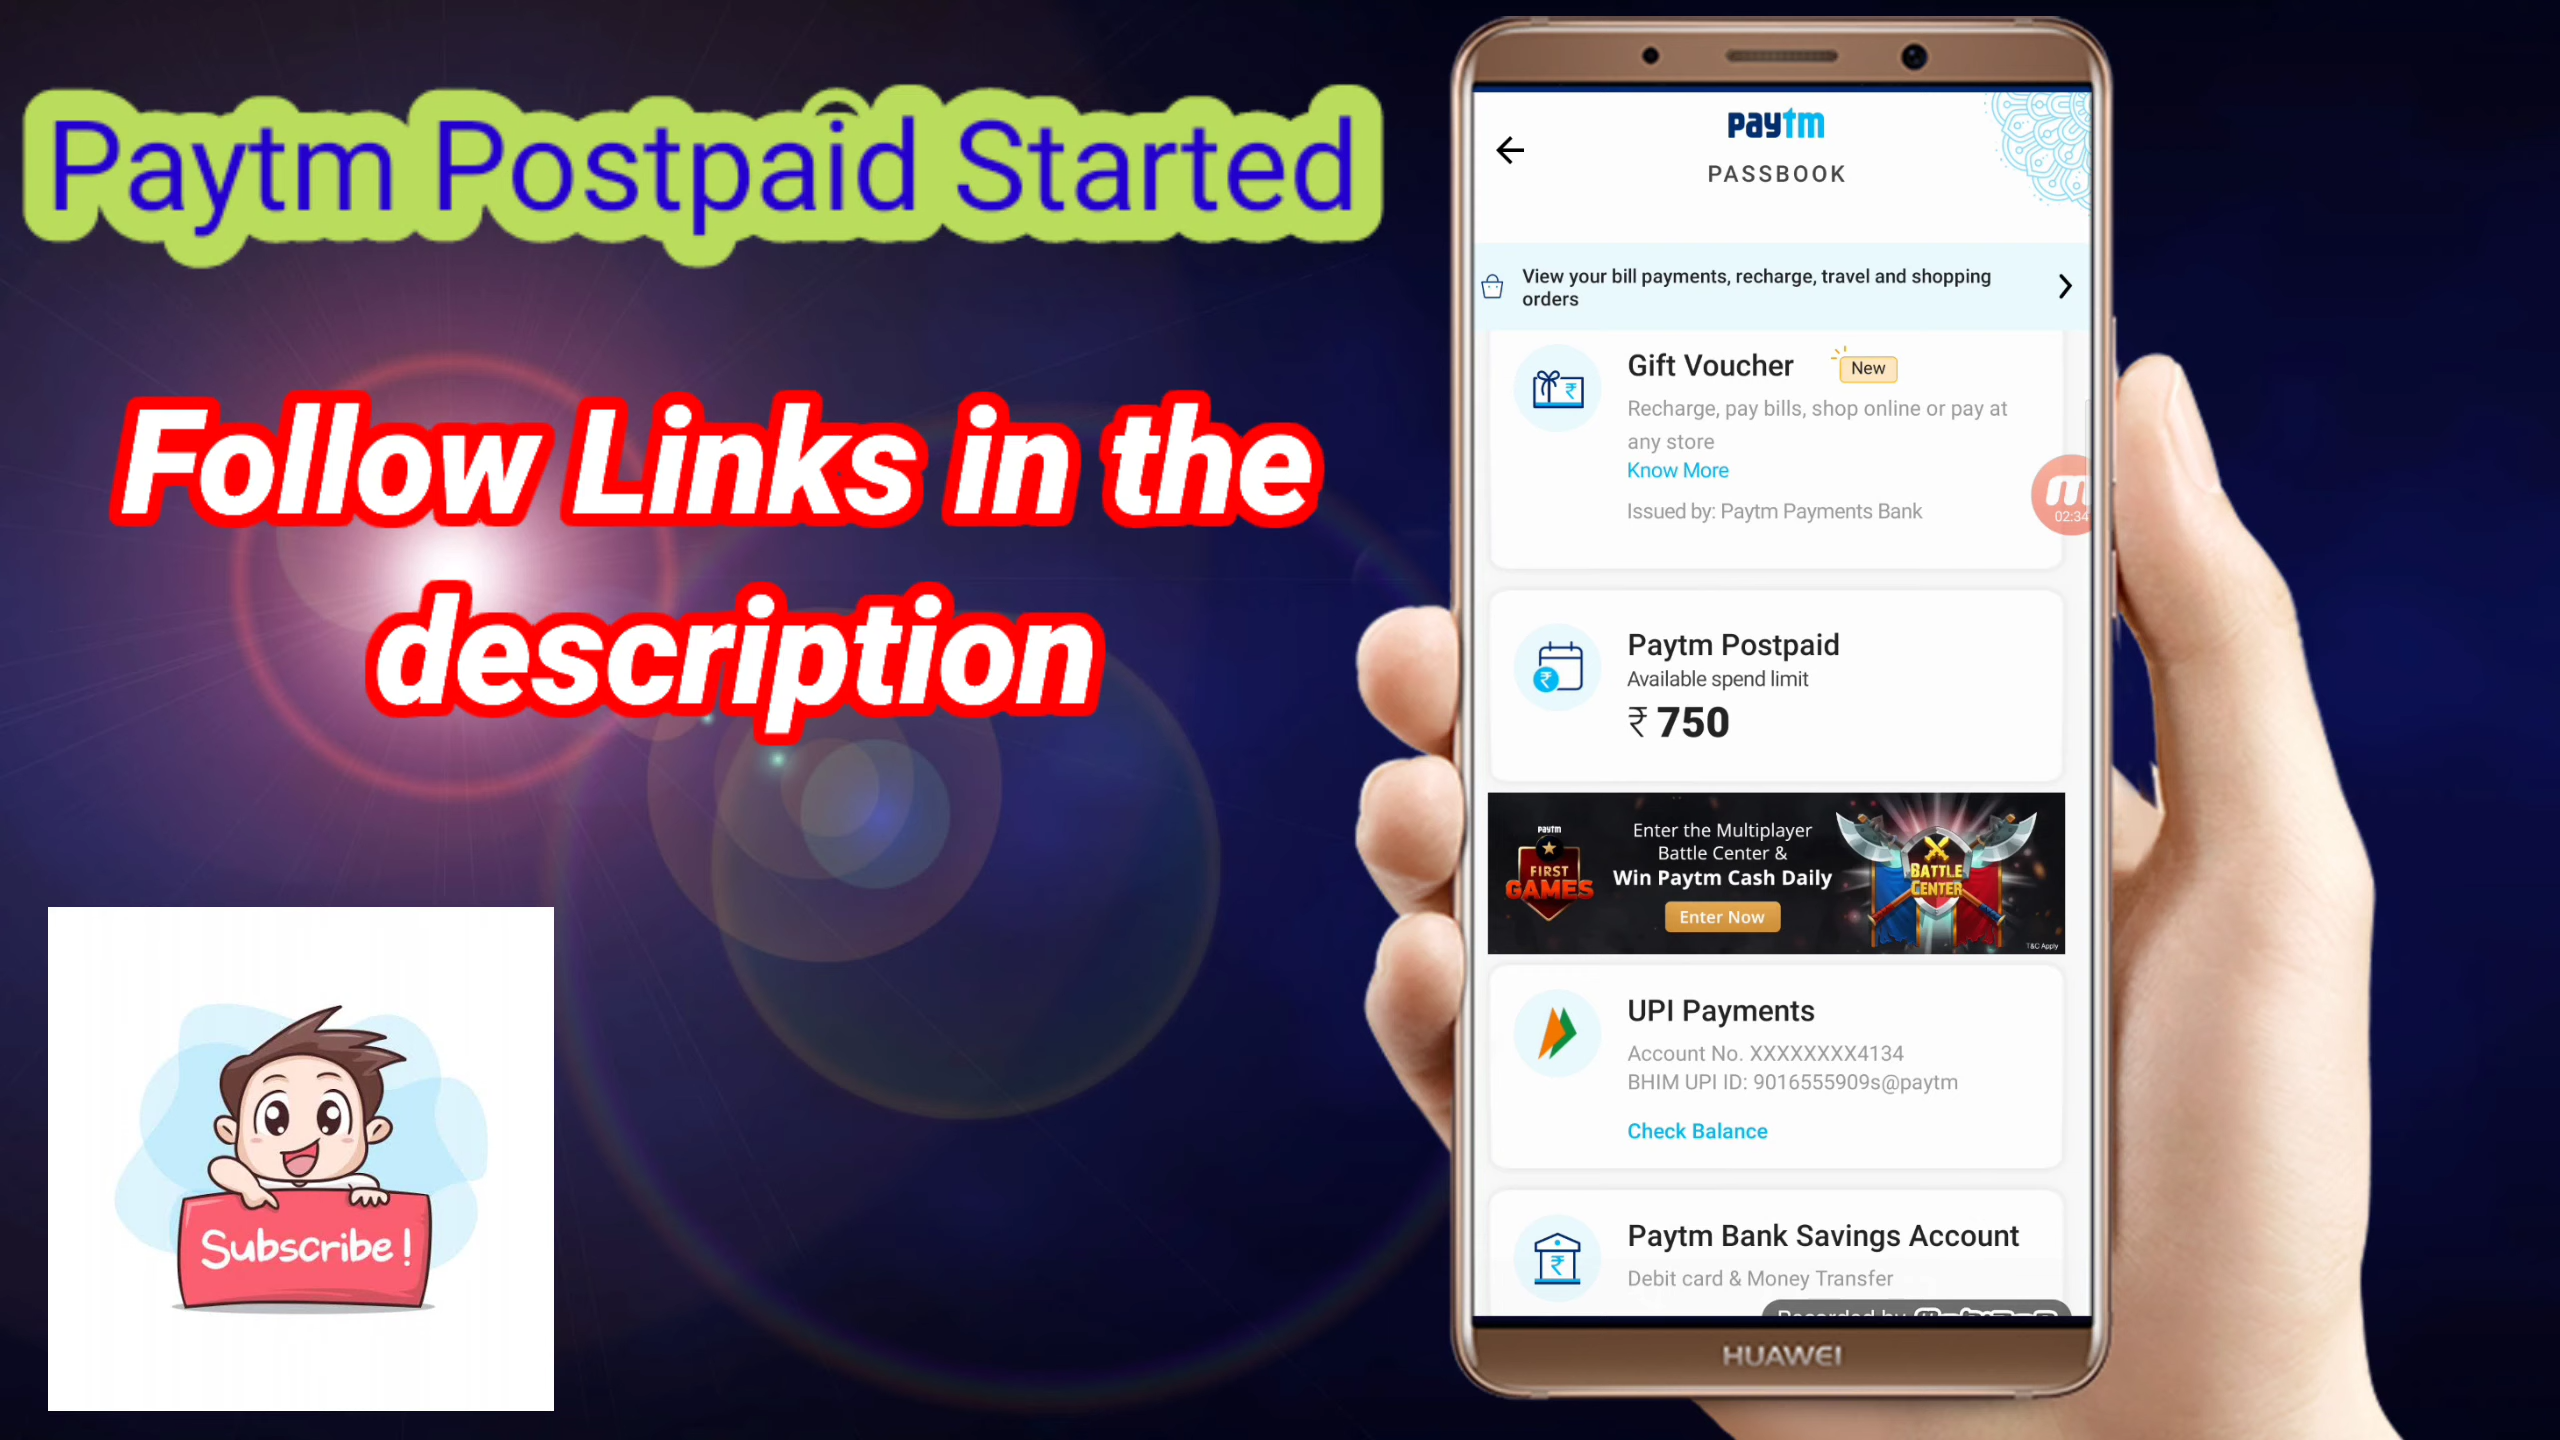 Paytm Postpaid Started
Follow Links in the
description
Subscribe!
paytm
PASSBOOK
View your bill payments, recharge, travel and shopping
orders
Gift Voucher New
Recharge, pay bills, shop online or pay at
any store
Know More
Issued by: Paytm Payments Bank
02:34
Paytm Postpaid
Available spend limit
₹ 750
paytm
FIRST
GAMES
Enter the Multiplayer
Battle Center &
Win Paytm Cash Daily
Enter Now
BATTLE
CENTER
T&C Apply
UPI Payments
Account No. XXXXXXXX4134
BHIM UPI ID: 9016555909s@paytm
Check Balance
Paytm Bank Savings Account
Debit card & Money Transfer
Recorded by
HUAWEI